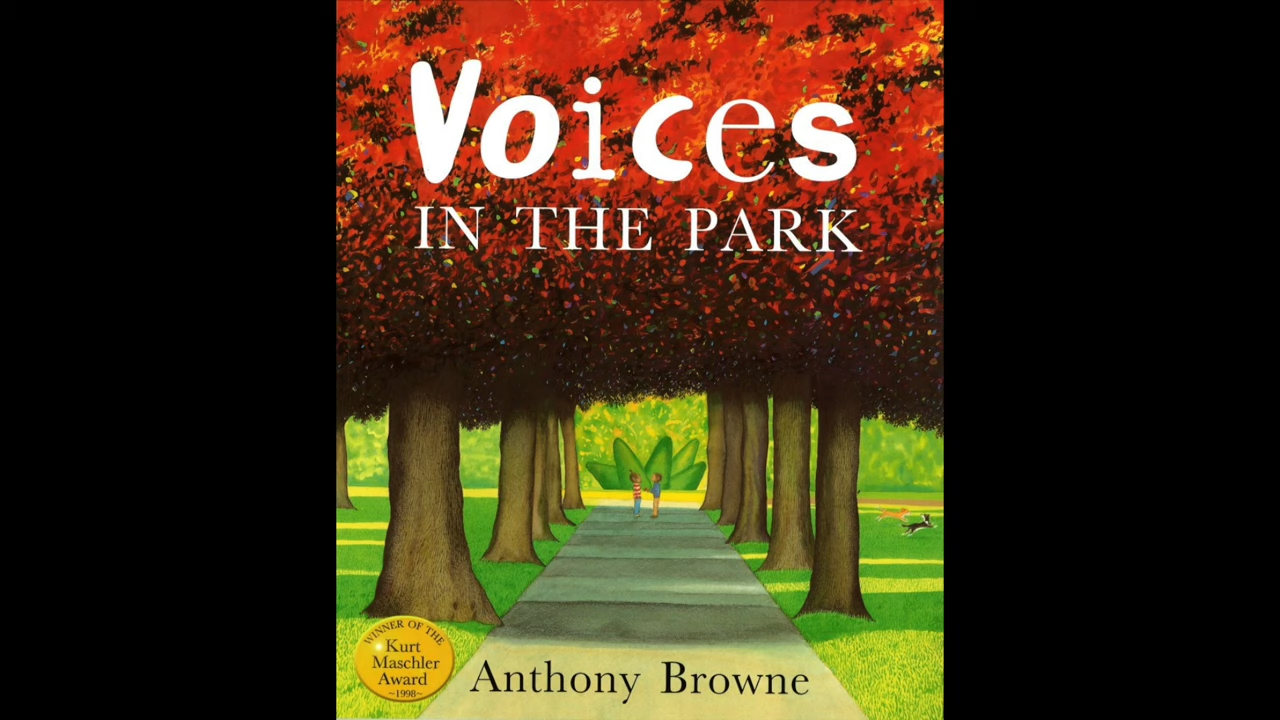 Voices
IN THE PARK
WINNER OF THE
Kurt
Maschler
Award
~1998~
Anthony Browne